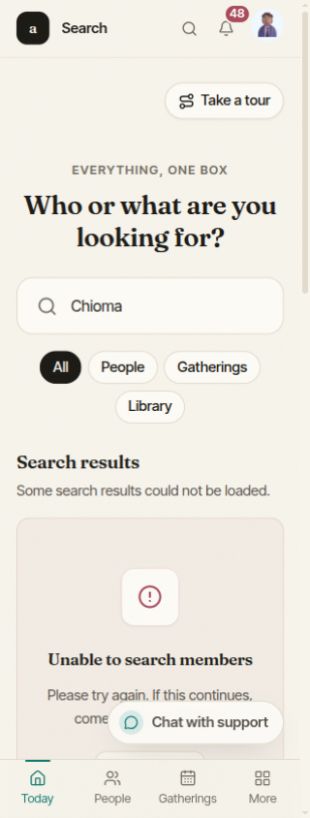 a Search 48
Take a tour
EVERYTHING, ONE BOX
Who or what are you
looking for?
Chioma
All People Gatherings
Library
Search results
Some search results could not be loaded.
Unable to search members
Please try again. If this continues,
come
Chat with support
Today People Gatherings More